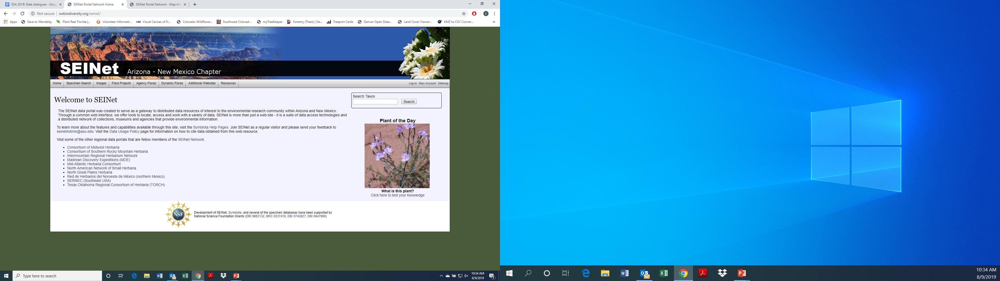 ESA 2019: Data dialogues - Goog
SEINet Portal Network Home
SEINet Portal Network - Map Inte
Not secure | swbiodiversity.org/seinet/
C
Apps
Save to Mendeley
Plant Real Florida |...
Volunteer Informati...
LSU Visual Carices of N...
Colorado Wildflowe...
Southwest Colorad...
myTreeKeeper
Forestry (Trees) | De...
Treeport Cards
Denver Open Data...
Land Cover Viewer...
KMZ to CSV Conver...
SEINet Arizona - New Mexico Chapter
Home Specimen Search Images Flora Projects Agency Floras Dynamic Floras Additional Websites Resources
Log In New Account Sitemap
Welcome to SEINet
The SEINet data portal was created to serve as a gateway to distributed data resources of interest to the environmental research community within Arizona and New Mexico.
Through a common web interface, we offer tools to locate, access and work with a variety of data. SEINet is more than just a web site - it is a suite of data access technologies and
a distributed network of collections, museums and agencies that provide environmental information.
To learn more about the features and capabilities available through this site, visit the Symbiota Help Pages. Join SEINet as a regular visitor and please send your feedback to
seinetAdmin@asu.edu. Visit the Data Usage Policy page for information on how to cite data obtained from this web resource.
Visit some of the other regional data portals that are fellow members of the SEINet Network.
Consortium of Midwest Herbaria
Consortium of Southern Rocky Mountain Herbaria
Intermountain Regional Herbarium Network
Madrean Discovery Expeditions (MDE)
Mid-Atlantic Herbaria Consortium
North American Network of Small Herbaria
North Great Plains Herbaria
Red de Herbarios del Noroeste de México (northern Mexico)
SERNEC (Southeast USA)
Texas Oklahoma Regional Consortium of Herbaria (TORCH)
Search Taxon
Search
Plant of the Day
What is this plant?
Click here to test your knowledge
NSF
Development of SEINet, Symbiota, and several of the specimen databases have been supported by
National Science Foundation Grants (DBI 9983132, BRC 0237418, DBI 0743827, DBI 0847966)
Type here to search
10:34 AM
8/9/2019
1
10:34 AM
8/9/2019